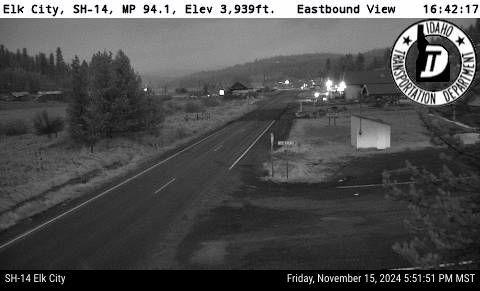 Elk City, SH-14, MP 94.1, Elev 3,939ft. Eastbound View 16:42:17
IDAHO
TRANSPORTATION DEPARTMENT
SH-14 Elk City Friday, November 15, 2024 5:51:51 PM MST